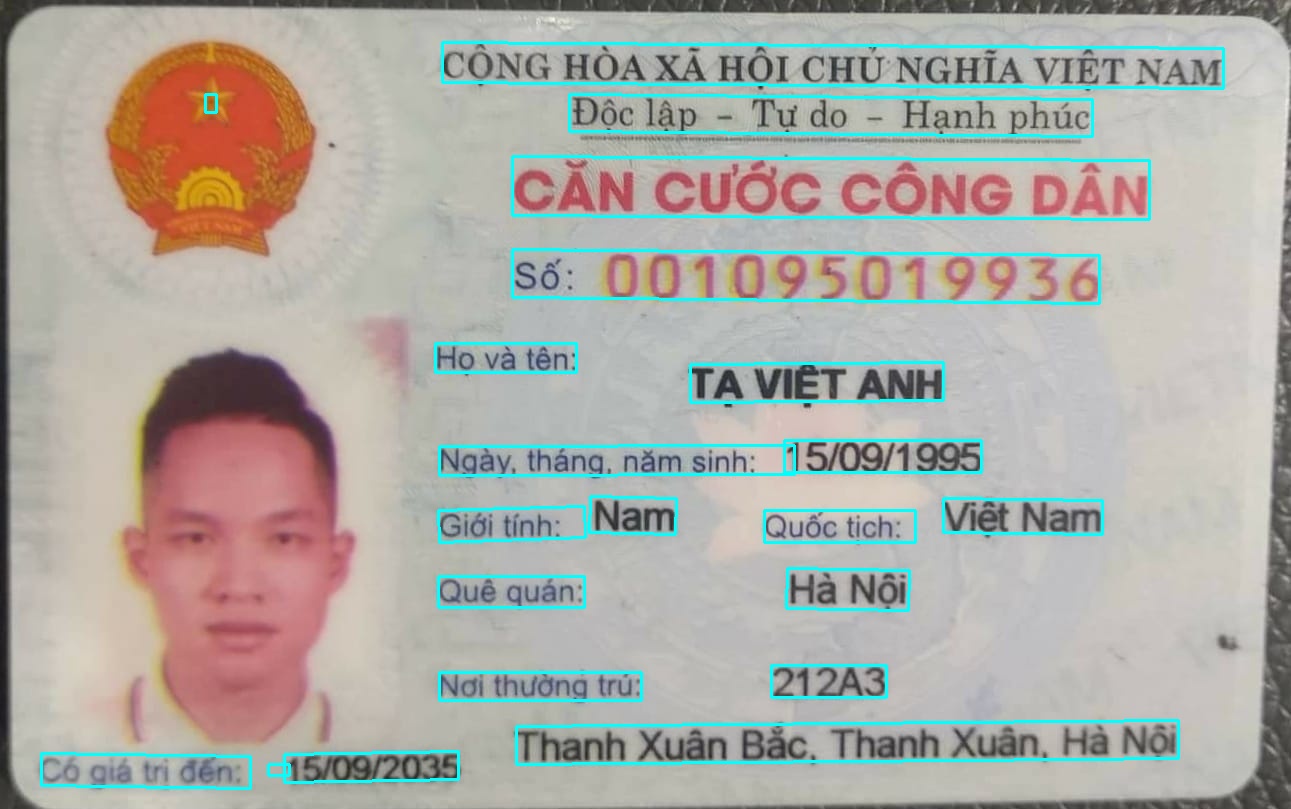 CỘNG HÒA XÃ HỘI CHỦ NGHĨA VIỆT NAM
Độc lập - Tự do - Hạnh phúc
CĂN CƯỚC CÔNG DÂN
Số: 001095019936
Họ và tên: TẠ VIỆT ANH
Ngày, tháng, năm sinh: 15/09/1995
Giới tính: Nam Quốc tịch: Việt Nam
Quê quán: Hà Nội
Nơi thường trú: 212A3
Thanh Xuân Bắc, Thanh Xuân, Hà Nội
Có giá trị đến: 15/09/2035
VIỆT NAM